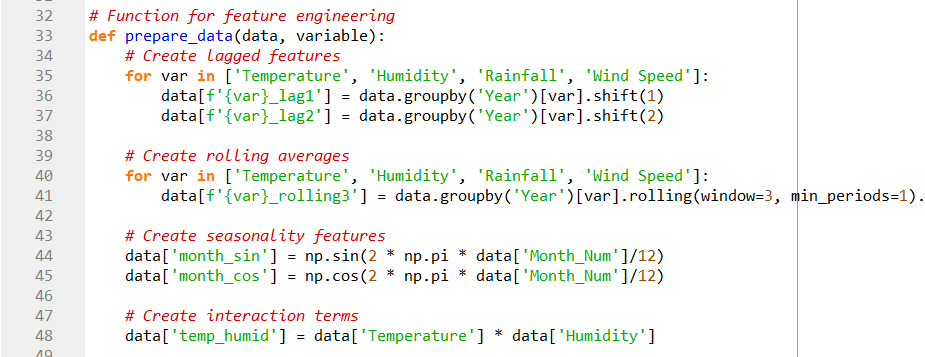 32 # Function for feature engineering
33 def prepare_data(data, variable):
34     # Create lagged features
35     for var in ['Temperature', 'Humidity', 'Rainfall', 'Wind Speed']:
36         data[f'{var}_lag1'] = data.groupby('Year')[var].shift(1)
37         data[f'{var}_lag2'] = data.groupby('Year')[var].shift(2)
38
39     # Create rolling averages
40     for var in ['Temperature', 'Humidity', 'Rainfall', 'Wind Speed']:
41         data[f'{var}_rolling3'] = data.groupby('Year')[var].rolling(window=3, min_periods=1).
42
43     # Create seasonality features
44     data['month_sin'] = np.sin(2 * np.pi * data['Month_Num']/12)
45     data['month_cos'] = np.cos(2 * np.pi * data['Month_Num']/12)
46
47     # Create interaction terms
48     data['temp_humid'] = data['Temperature'] * data['Humidity']
49